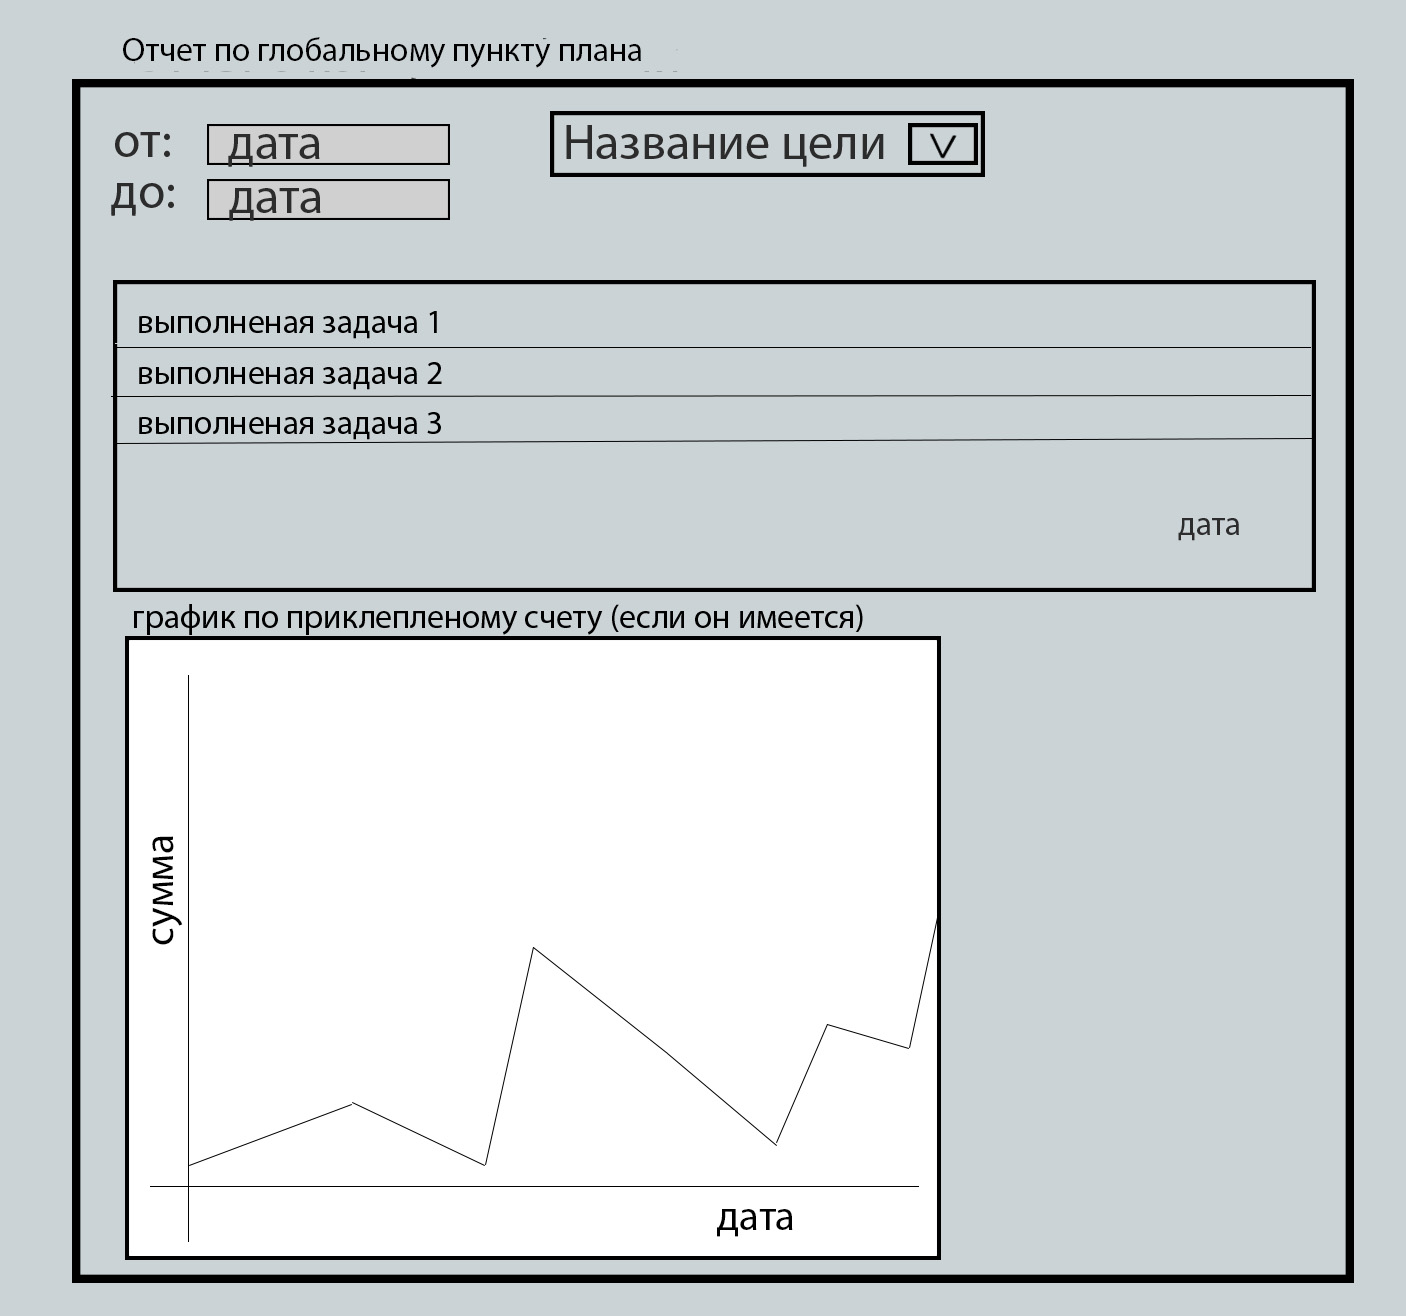 Отчет по глобальному пункту плана
от: дата
Название цели V
до: дата
выполненая задача 1
выполненая задача 2
выполненая задача 3
дата
график по приклепленому счету (если он имеется)
сумма
дата